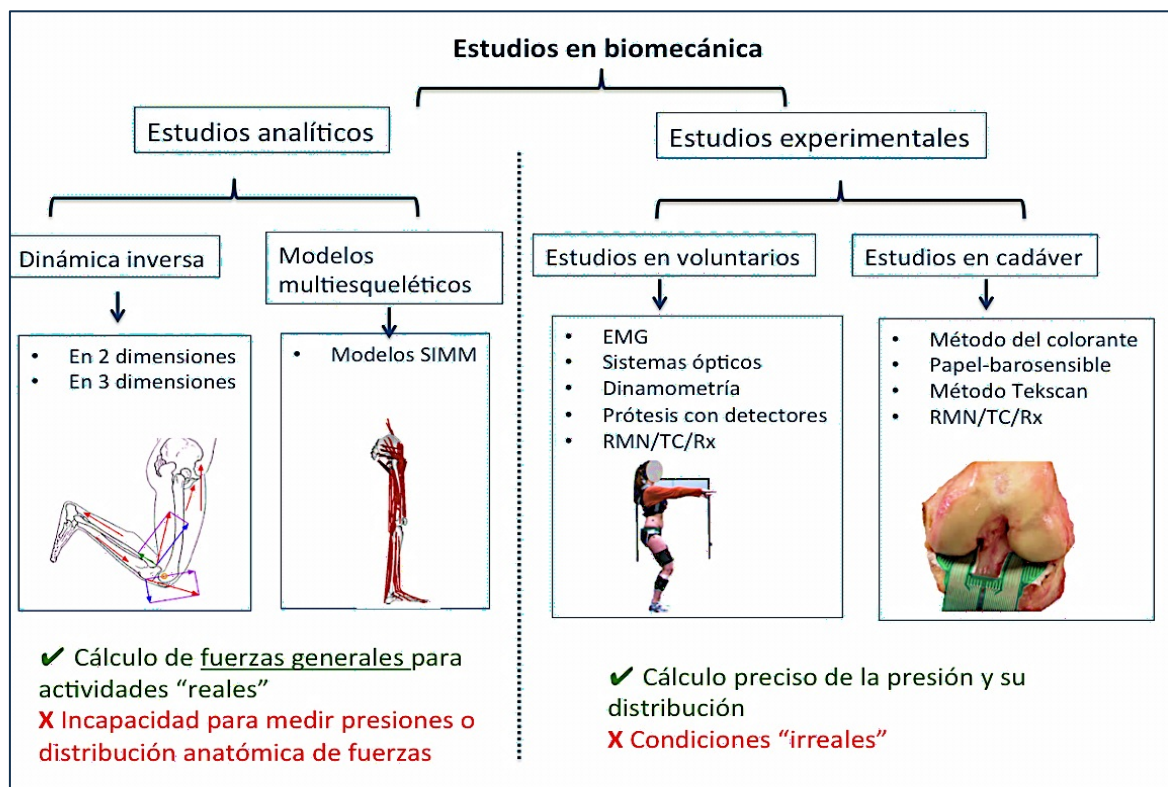 Estudios en biomecánica
Estudios analíticos
Estudios experimentales
Dinámica inversa
Modelos
multiesqueléticos
Estudios en voluntarios
Estudios en cadáver
• En 2 dimensiones
• En 3 dimensiones
• Modelos SIMM
• EMG
• Sistemas ópticos
• Dinamometría
• Prótesis con detectores
• RMN/TC/Rx
• Método del colorante
• Papel-barosensible
• Método Tekscan
• RMN/TC/Rx
✔ Cálculo de fuerzas generales para
actividades “reales”
X Incapacidad para medir presiones o
distribución anatómica de fuerzas
✔ Cálculo preciso de la presión y su
distribución
X Condiciones “irreales”